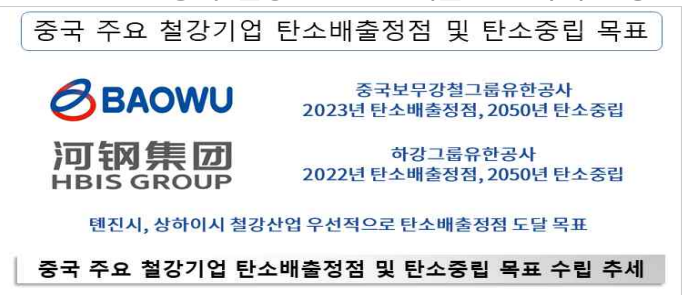 중국 주요 철강기업 탄소배출정점 및 탄소중립 목표
BAOWU
중국보무강철그룹유한공사
2023년 탄소배출정점, 2050년 탄소중립
河钢集团
HBIS GROUP
하강그룹유한공사
2022년 탄소배출정점, 2050년 탄소중립
톈진시, 상하이시 철강산업 우선적으로 탄소배출정점 도달 목표
중국 주요 철강기업 탄소배출정점 및 탄소중립 목표 수립 추세